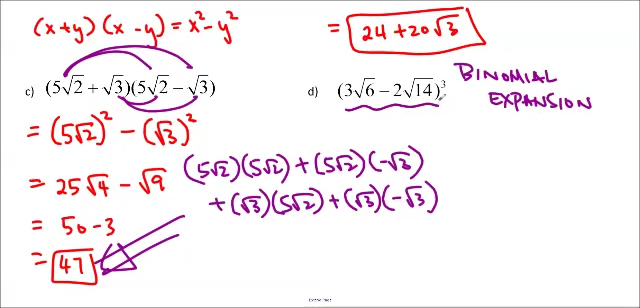 (x+y)(x-y) = x² - y²
= 24 + 20√3
c) (5√2 + √3)(5√2 − √3)
= (5√2)² - (√3)²
= 25√4 - √9
= 50 - 3
= 47
(5√2)(5√2) + (5√2)(-√3)
+ (√3)(5√2) + (√3)(-√3)
d) (3√6 − 2√14)³
BINOMIAL
EXPANSION